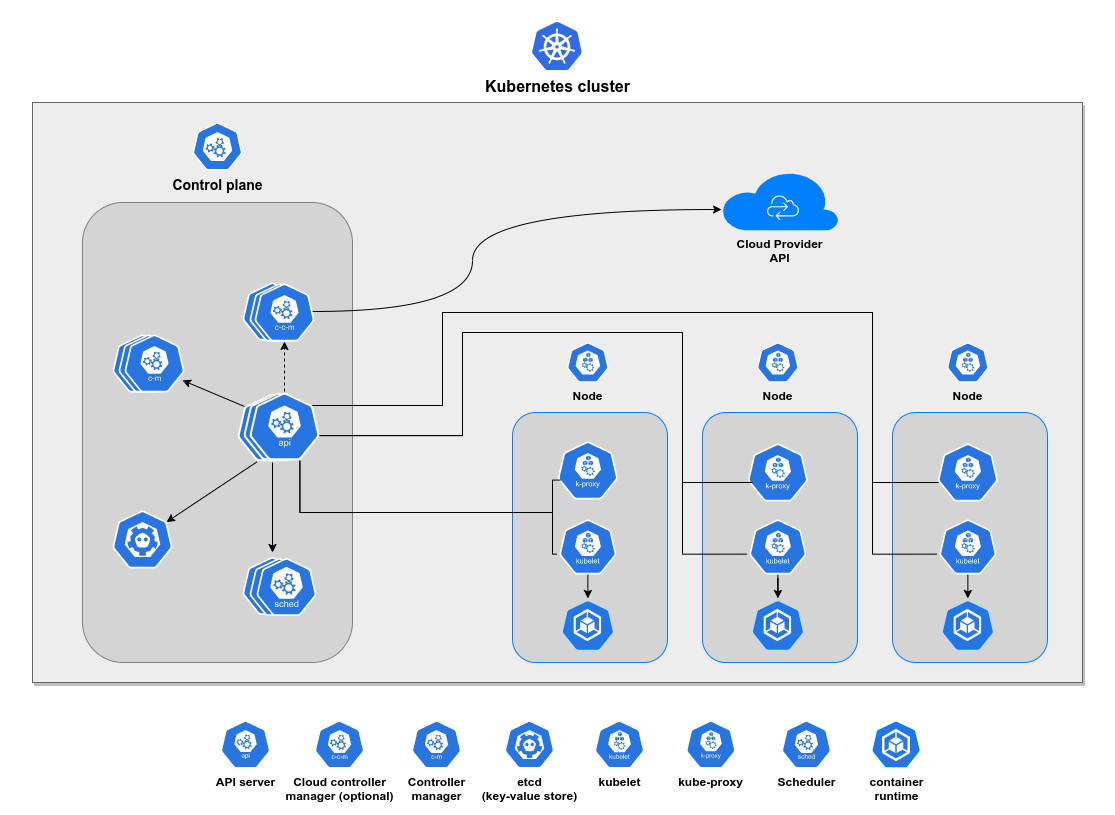 Kubernetes cluster
Control plane
Cloud Provider
API
c-c-m
c-m
api
sched
Node
Node
Node
k-proxy
k-proxy
k-proxy
kubelet
kubelet
kubelet
api
c-c-m
c-m
kubelet
k-proxy
sched
API server
Cloud controller
manager (optional)
Controller
manager
etcd
(key-value store)
kubelet
kube-proxy
Scheduler
container
runtime